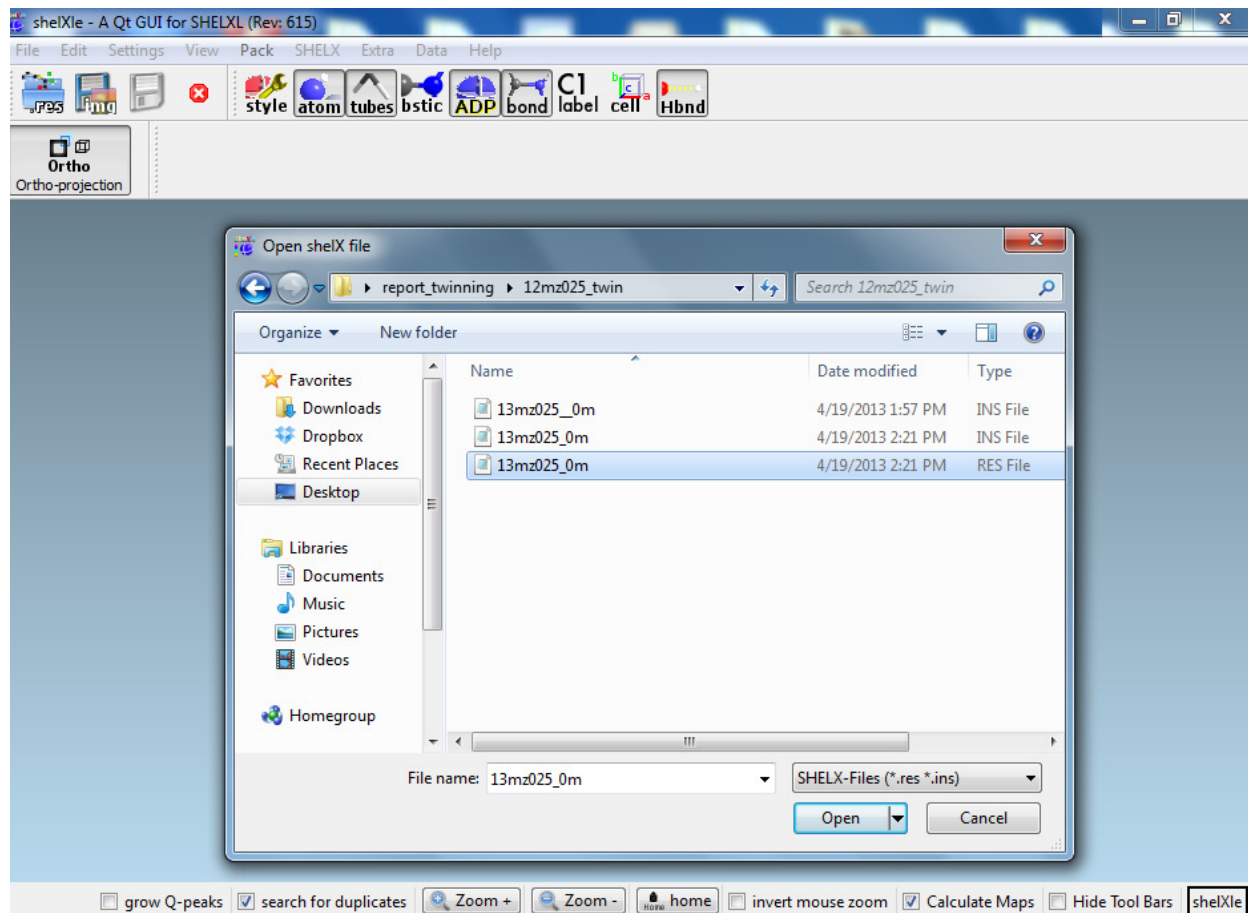 shelXle - A Qt GUI for SHELXL (Rev: 615)
File Edit Settings View Pack SHELX Extra Data Help
.res img
style atom tubes bstic ADP bond C1 label b c a cell Hbnd
Ortho
Ortho-projection
Open shelX file
report_twinning 12mz025_twin Search 12mz025_twin
Organize New folder
Name Date modified Type
Favorites
Downloads 13mz025__0m 4/19/2013 1:57 PM INS File
Dropbox 13mz025_0m 4/19/2013 2:21 PM INS File
Recent Places 13mz025_0m 4/19/2013 2:21 PM RES File
Desktop
Libraries
Documents
Music
Pictures
Videos
Homegroup
File name: 13mz025_0m SHELX-Files (*.res *.ins)
Open Cancel
grow Q-peaks search for duplicates Zoom + Zoom - Home home invert mouse zoom Calculate Maps Hide Tool Bars shelXle